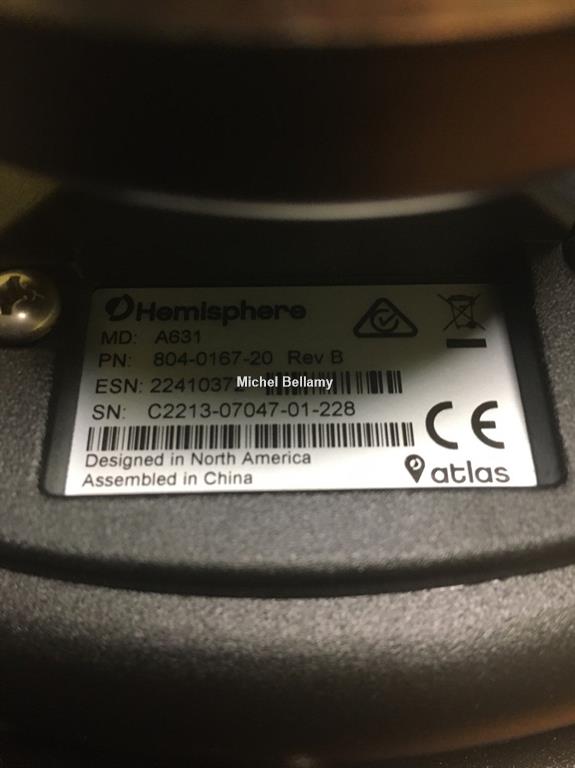 Hemisphere
MD: A631
PN: 804-0167-20 Rev B
ESN: 2241037
Michel Bellamy
SN: C2213-07047-01-228
CE
Designed in North America
Assembled in China
atlas